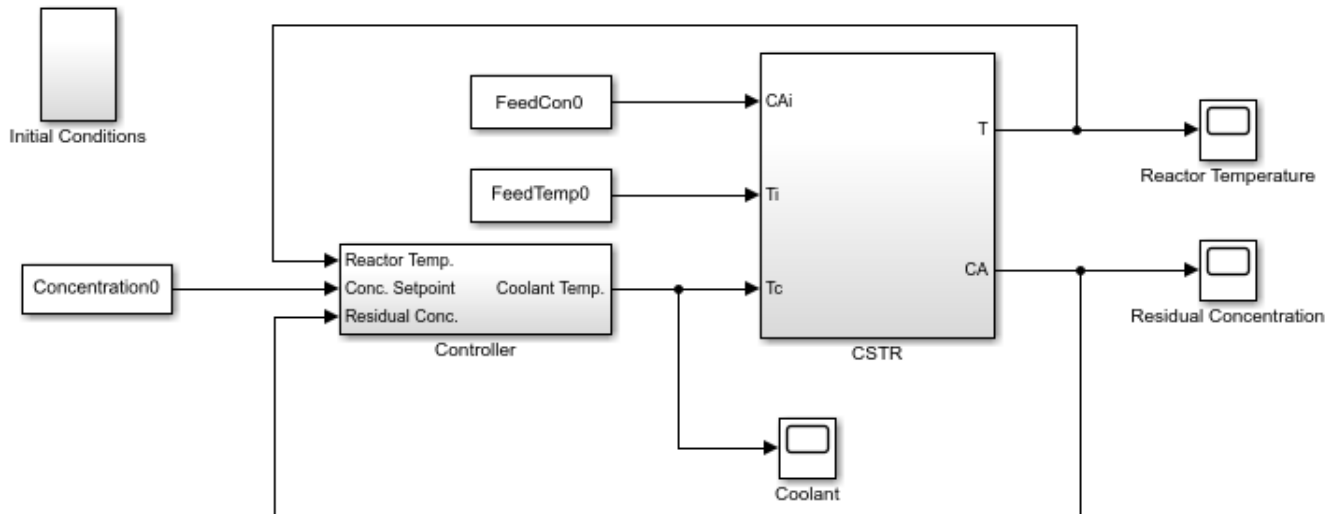 Initial Conditions
FeedCon0
FeedTemp0
Concentration0
Reactor Temp.
Conc. Setpoint
Residual Conc.
Coolant Temp.
Controller
CAi
Ti
Tc
T
CA
CSTR
Reactor Temperature
Residual Concentration
Coolant